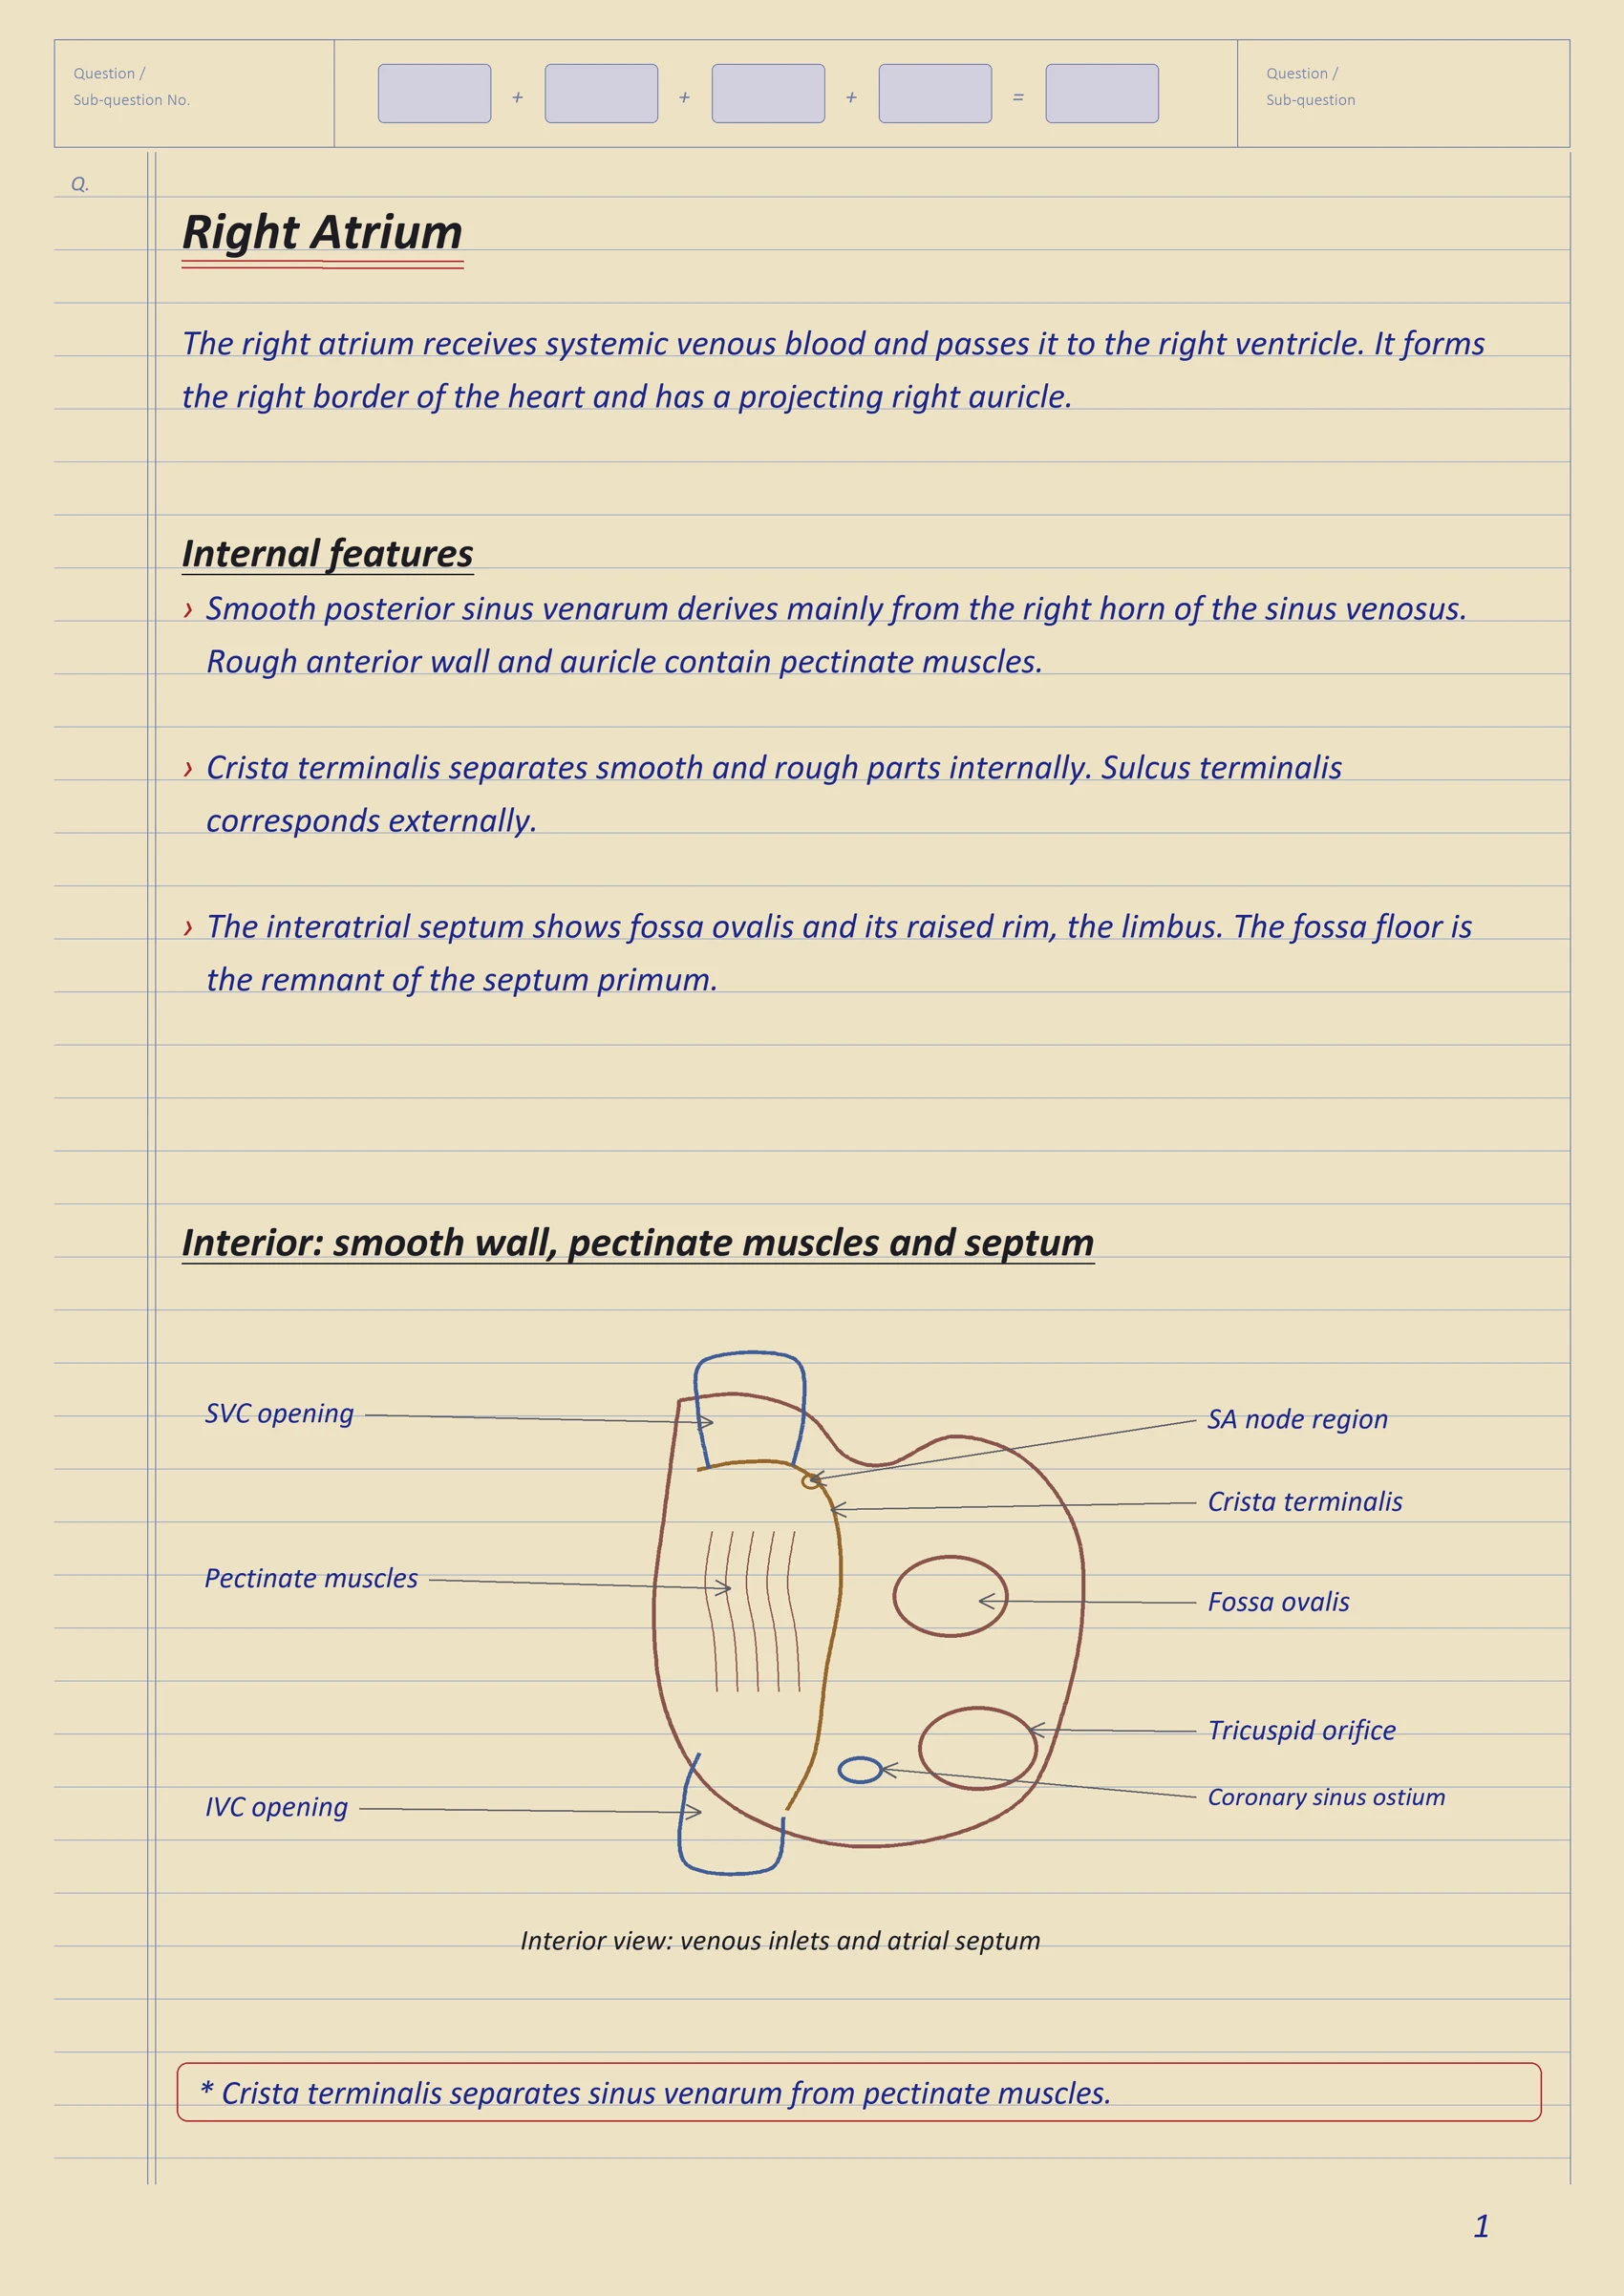 Question /
Sub-question No.
+ + + =
Question /
Sub-question
Q.
Right Atrium
The right atrium receives systemic venous blood and passes it to the right ventricle. It forms
the right border of the heart and has a projecting right auricle.
Internal features
› Smooth posterior sinus venarum derives mainly from the right horn of the sinus venosus.
Rough anterior wall and auricle contain pectinate muscles.
› Crista terminalis separates smooth and rough parts internally. Sulcus terminalis
corresponds externally.
› The interatrial septum shows fossa ovalis and its raised rim, the limbus. The fossa floor is
the remnant of the septum primum.
Interior: smooth wall, pectinate muscles and septum
SVC opening
SA node region
Crista terminalis
Pectinate muscles
Fossa ovalis
Tricuspid orifice
Coronary sinus ostium
IVC opening
Interior view: venous inlets and atrial septum
* Crista terminalis separates sinus venarum from pectinate muscles.
1